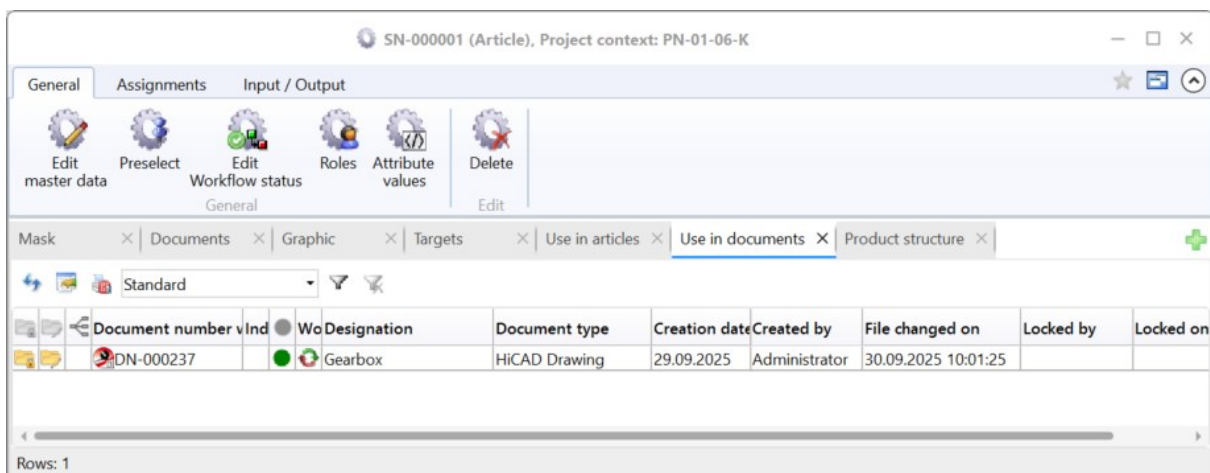 SN-000001 (Article), Project context: PN-01-06-K
General Assignments Input / Output
Edit master data Preselect Edit Workflow status Roles Attribute values Delete
General Edit
Mask Documents Graphic Targets Use in articles Use in documents Product structure
Standard
Document number v Ind Wo Designation Document type Creation date Created by File changed on Locked by Locked on
DN-000237 Gearbox HiCAD Drawing 29.09.2025 Administrator 30.09.2025 10:01:25
Rows: 1